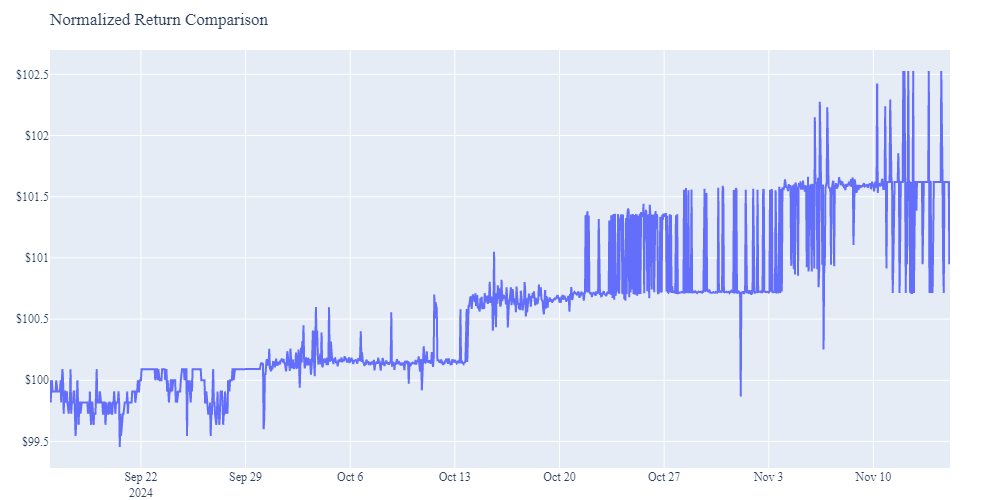 Normalized Return Comparison
$102.5
$102
$101.5
$101
$100.5
$100
$99.5
Sep 22
2024
Sep 29
Oct 6
Oct 13
Oct 20
Oct 27
Nov 3
Nov 10